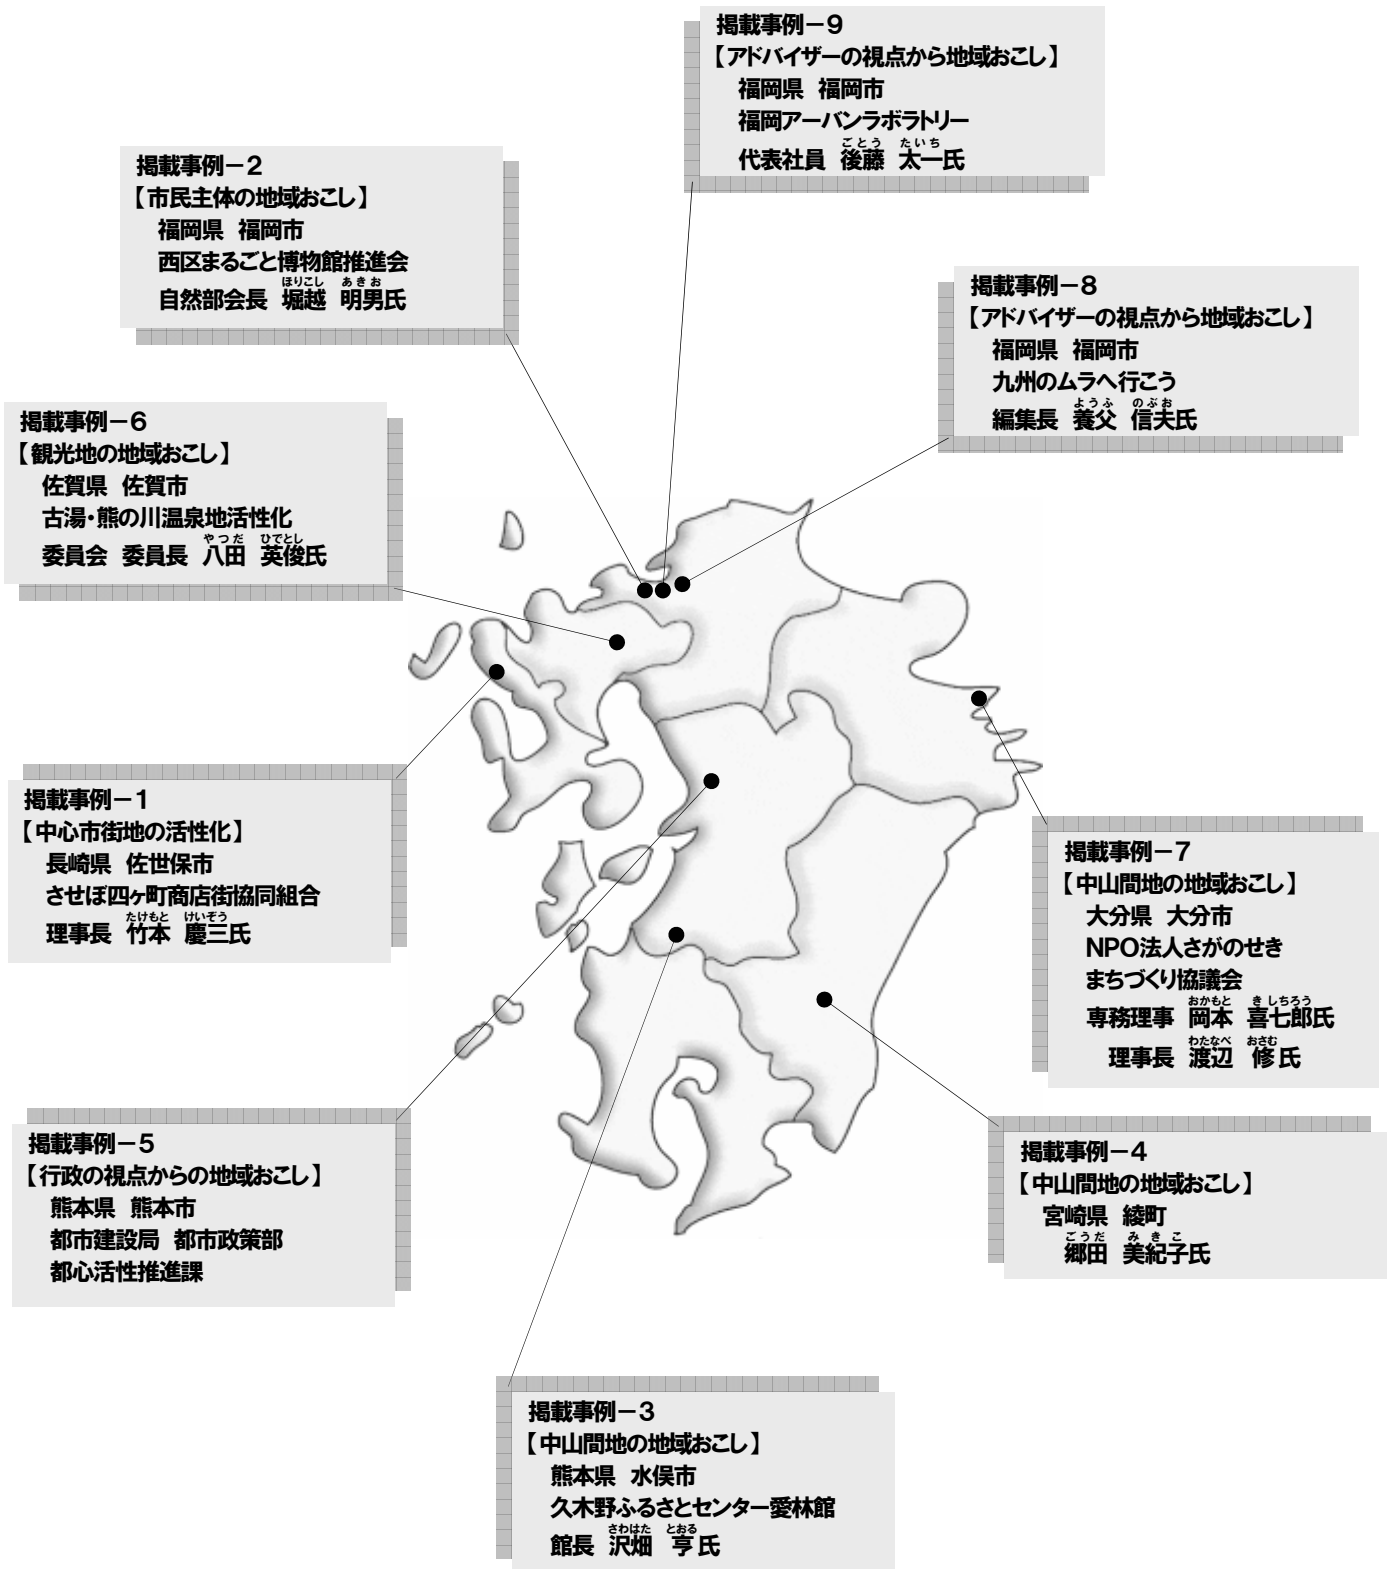 掲載事例－9
【アドバイザーの視点から地域おこし】
福岡県 福岡市
福岡アーバンラボラトリー
ごとう たいち
代表社員 後藤 太一氏
掲載事例－2
【市民主体の地域おこし】
福岡県 福岡市
西区まるごと博物館推進会
ほりこし あきお
自然部会長 堀越 明男氏
掲載事例－8
【アドバイザーの視点から地域おこし】
福岡県 福岡市
九州のムラへ行こう
ようふ のぶお
編集長 養父 信夫氏
掲載事例－6
【観光地の地域おこし】
佐賀県 佐賀市
古湯・熊の川温泉地活性化
やつだ ひでとし
委員会 委員長 八田 英俊氏
掲載事例－1
【中心市街地の活性化】
長崎県 佐世保市
させぼ四ヶ町商店街協同組合
たけもと けいぞう
理事長 竹本 慶三氏
掲載事例－7
【中山間地の地域おこし】
大分県 大分市
NPO法人さがのせき
まちづくり協議会
おかもと きしちろう
専務理事 岡本 喜七郎氏
わたなべ おさむ
理事長 渡辺 修氏
掲載事例－5
【行政の視点からの地域おこし】
熊本県 熊本市
都市建設局 都市政策部
都心活性推進課
掲載事例－4
【中山間地の地域おこし】
宮崎県 綾町
ごうだ みきこ
郷田 美紀子氏
掲載事例－3
【中山間地の地域おこし】
熊本県 水俣市
久木野ふるさとセンター愛林館
さわはた とおる
館長 沢畑 亨氏